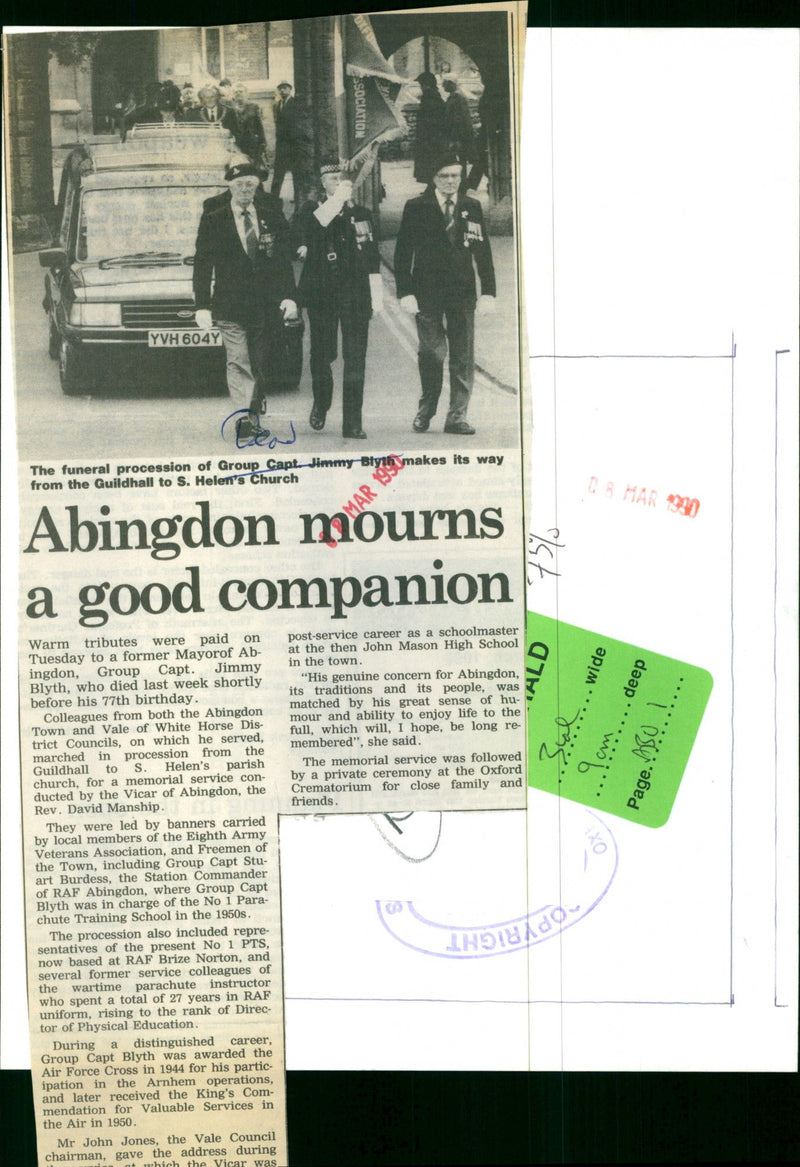 ASSOCIATION
YVH 604Y
Dead
The funeral procession of Group Capt. Jimmy Blyth makes its way
from the Guildhall to S. Helen's Church
08 MAR 1990
Abingdon mourns
a good companion
Warm tributes were paid on
Tuesday to a former Mayorof Ab-
ingdon, Group Capt. Jimmy
Blyth, who died last week shortly
before his 77th birthday.
Colleagues from both the Abingdon
Town and Vale of White Horse Dis-
trict Councils, on which he served,
marched in procession from the
Guildhall to S. Helen's parish
church, for a memorial service con-
ducted by the Vicar of Abingdon, the
Rev. David Manship.
They were led by banners carried
by local members of the Eighth Army
Veterans Association, and Freemen of
the Town, including Group Capt Stu-
art Burdess, the Station Commander
of RAF Abingdon, where Group Capt
Blyth was in charge of the No 1 Para-
chute Training School in the 1950s.
The procession also included repre-
sentatives of the present No 1 PTS,
now based at RAF Brize Norton, and
several former service colleagues of
the wartime parachute instructor
who spent a total of 27 years in RAF
uniform, rising to the rank of Direc-
tor of Physical Education.
During a distinguished career,
Group Capt Blyth was awarded the
Air Force Cross in 1944 for his partic-
ipation in the Arnhem operations,
and later received the King's Com-
mendation for Valuable Services in
the Air in 1950.
Mr John Jones, the Vale Council
chairman, gave the address during
at which the Vicar was
post-service career as a schoolmaster
at the then John Mason High School
in the town.
"His genuine concern for Abingdon,
its traditions and its people, was
matched by his great sense of hu-
mour and ability to enjoy life to the
full, which will, I hope, be long re-
membered", she said.
The memorial service was followed
by a private ceremony at the Oxford
Crematorium for close family and
friends.
08 MAR 1990
75%
ALD
3 col wide
9 cm deep
Page 1
COPYRIGHT
OX
S